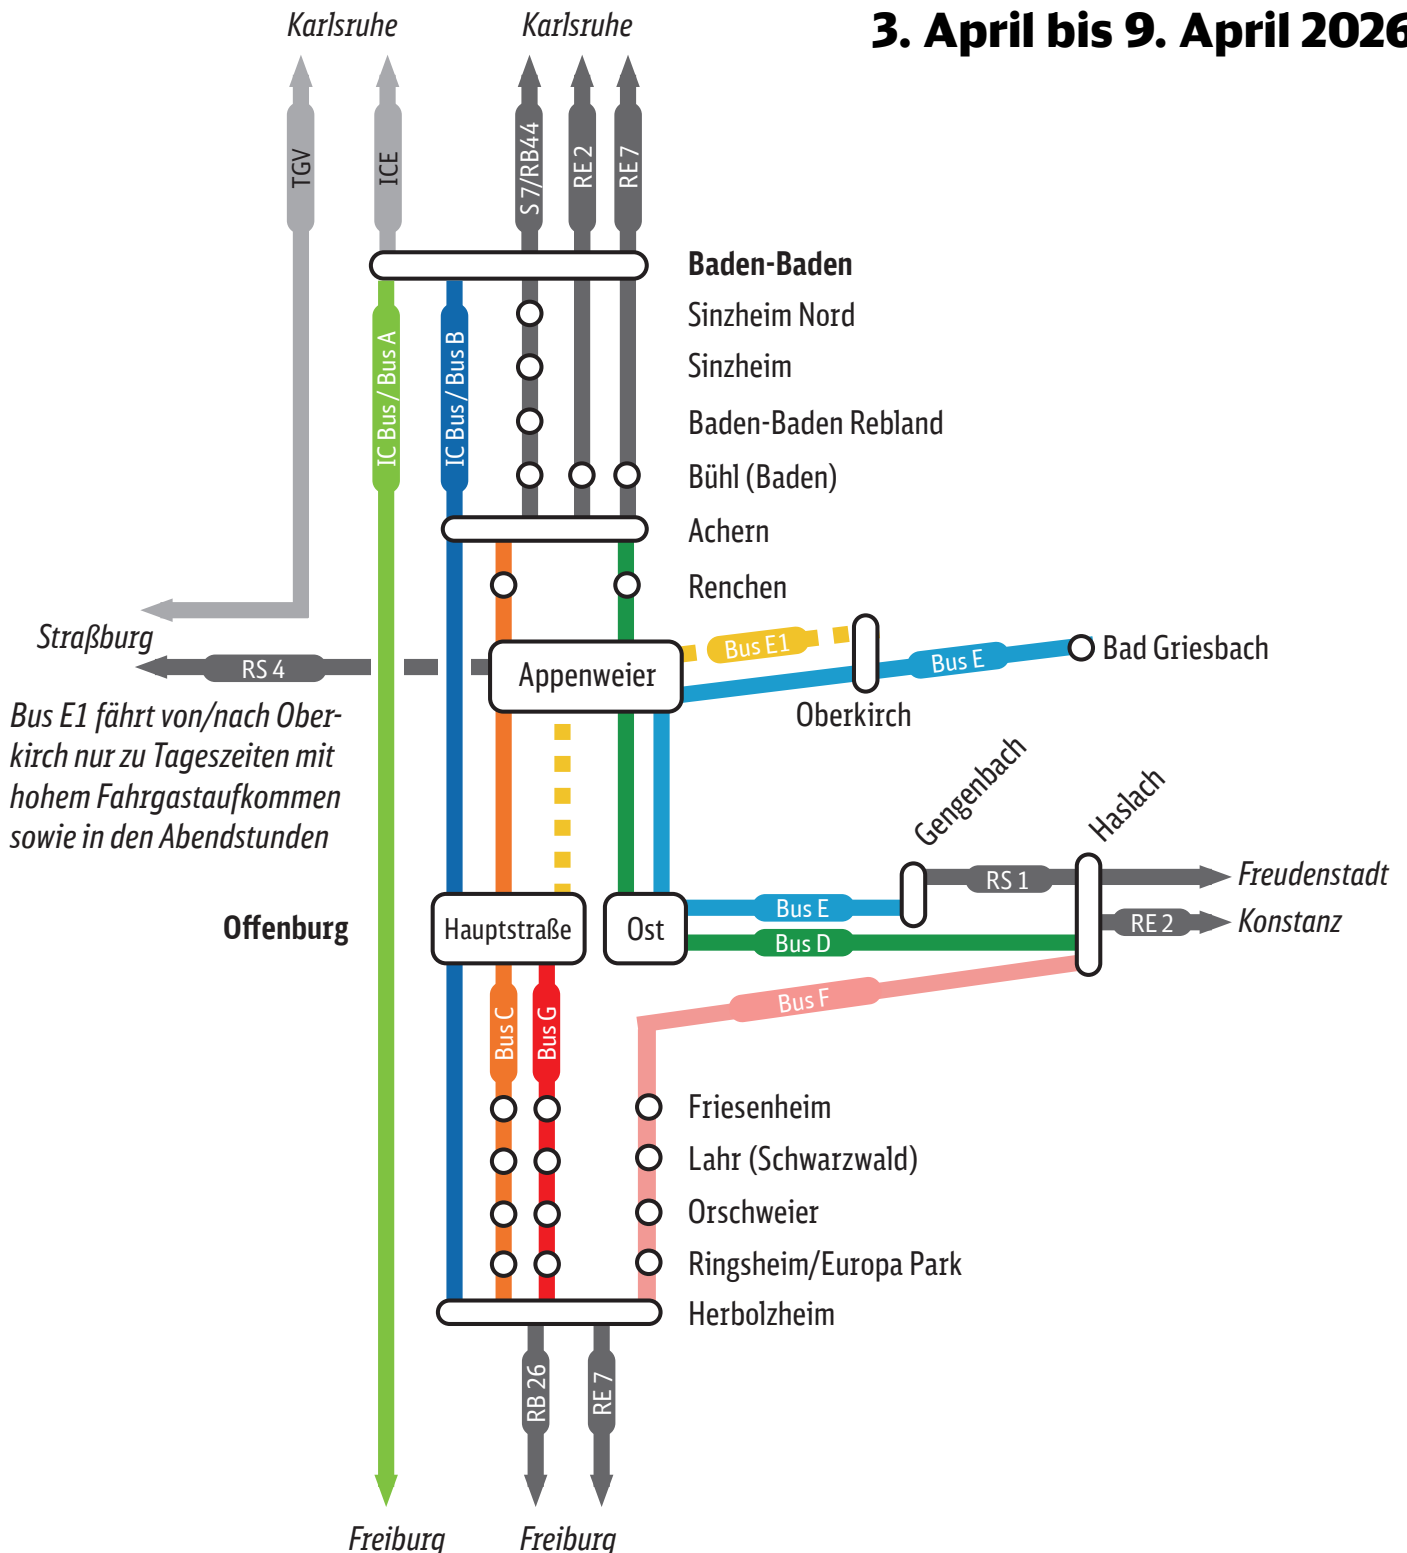 Karlsruhe
Karlsruhe
3. April bis 9. April 2026
TGV
ICE
S 7/RB44
RE 2
RE 7
Baden-Baden
Sinzheim Nord
Sinzheim
Baden-Baden Rebland
Bühl (Baden)
IC Bus / Bus A
IC Bus / Bus B
Achern
Renchen
Straßburg
RS 4
Appenweier
Bus E1
Bus E
Bad Griesbach
Oberkirch
Bus E1 fährt von/nach Ober-
kirch nur zu Tageszeiten mit
hohem Fahrgastaufkommen
sowie in den Abendstunden
Gengenbach
Haslach
RS 1
Freudenstadt
RE 2
Konstanz
Offenburg
Hauptstraße
Ost
Bus E
Bus D
Bus F
Bus C
Bus G
Friesenheim
Lahr (Schwarzwald)
Orschweier
Ringsheim/Europa Park
Herbolzheim
RB 26
RE 7
Freiburg
Freiburg